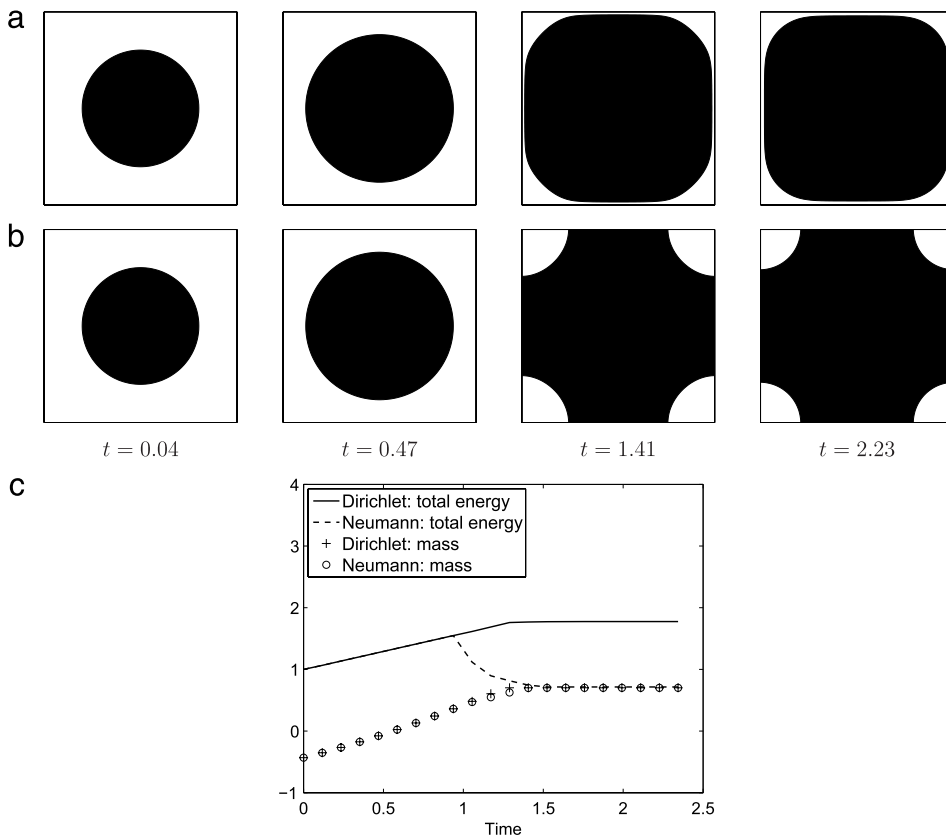 a
b
t = 0.04
t = 0.47
t = 1.41
t = 2.23
c
4
3
2
1
0
−1
Dirichlet: total energy
Neumann: total energy
Dirichlet: mass
Neumann: mass
0
0.5
1
1.5
2
2.5
Time